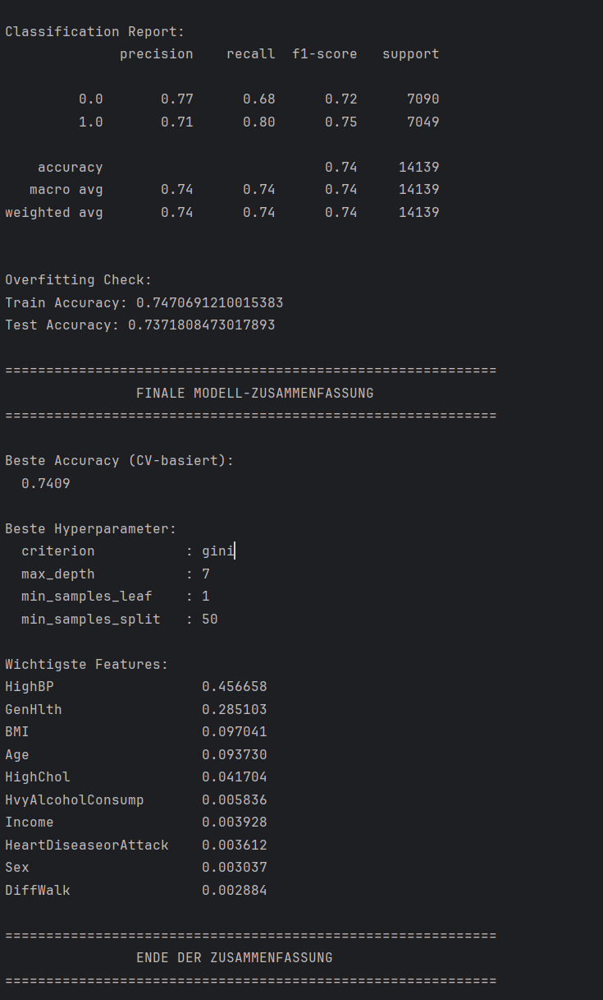 Classification Report:
precision recall f1-score support
0.0 0.77 0.68 0.72 7090
1.0 0.71 0.80 0.75 7049
accuracy 0.74 14139
macro avg 0.74 0.74 0.74 14139
weighted avg 0.74 0.74 0.74 14139
Overfitting Check:
Train Accuracy: 0.7470691210015383
Test Accuracy: 0.7371808473017893
============================================================
FINALE MODELL-ZUSAMMENFASSUNG
============================================================
Beste Accuracy (CV-basiert):
0.7409
Beste Hyperparameter:
criterion : gini
max_depth : 7
min_samples_leaf : 1
min_samples_split : 50
Wichtigste Features:
HighBP 0.456658
GenHlth 0.285103
BMI 0.097041
Age 0.093730
HighChol 0.041704
HvyAlcoholConsump 0.005836
Income 0.003928
HeartDiseaseorAttack 0.003612
Sex 0.003037
DiffWalk 0.002884
============================================================
ENDE DER ZUSAMMENFASSUNG
============================================================